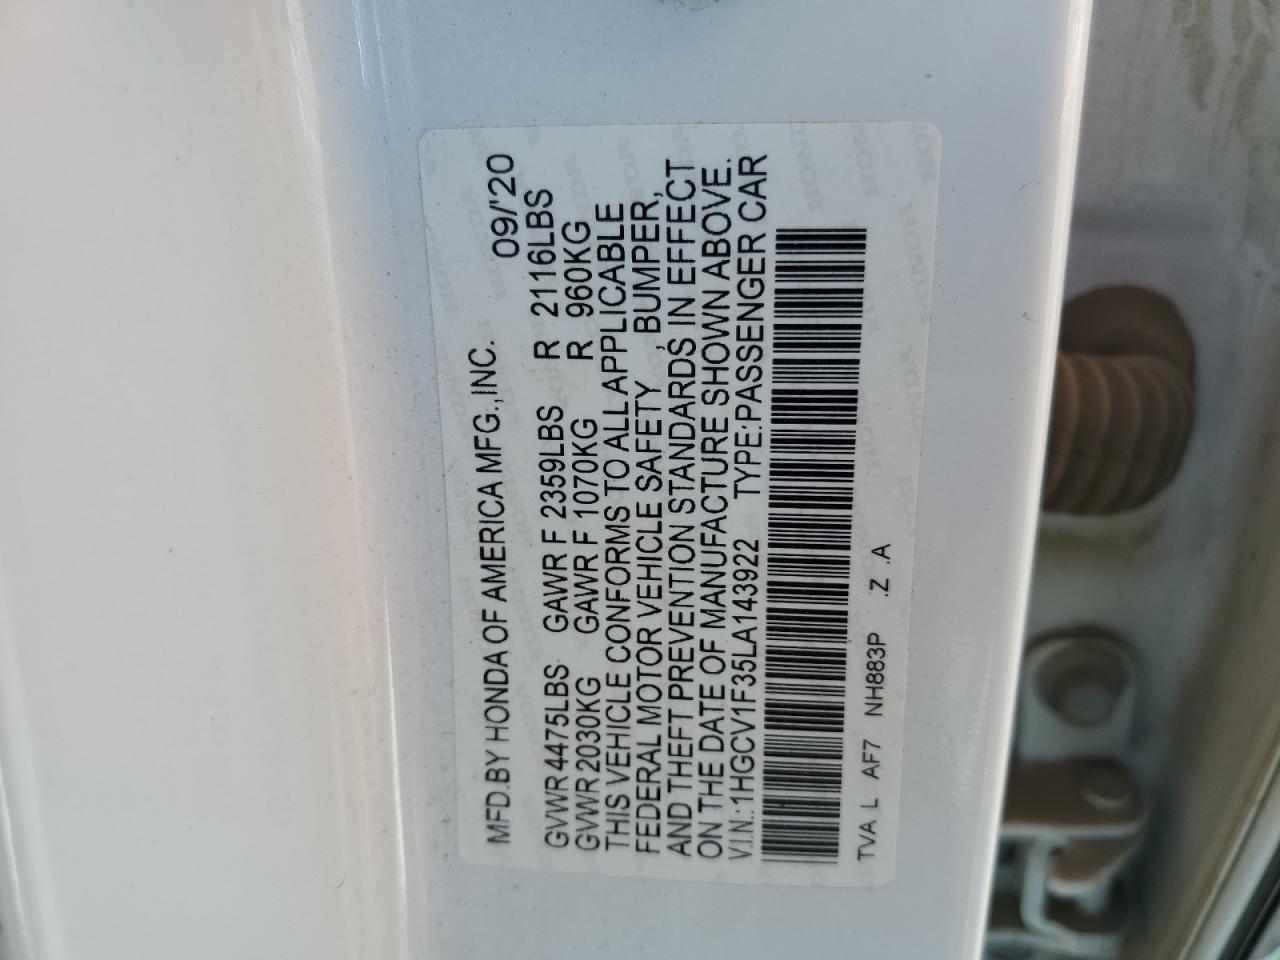 MFD.BY HONDA OF AMERICA MFG.,INC. 09/'20
GVWR 4475LBS GAWR F 2359LBS R 2116LBS
GVWR 2030KG GAWR F 1070KG R 960KG
THIS VEHICLE CONFORMS TO ALL APPLICABLE
FEDERAL MOTOR VEHICLE SAFETY , BUMPER,
AND THEFT PREVENTION STANDARDS IN EFFECT
ON THE DATE OF MANUFACTURE SHOWN ABOVE.
V.I.N.:1HGCV1F35LA143922 TYPE:PASSENGER CAR
TVA L AF7 NH883P .Z .A